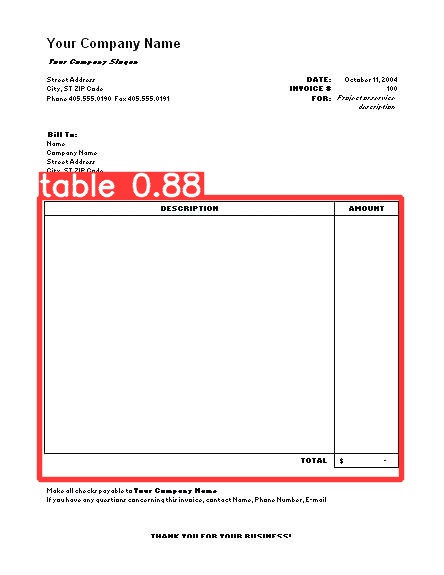 Your Company Name
Your Company Slogan
Street Address
City, ST ZIP Code
Phone 405.555.0190 Fax 405.555.0191
DATE: October 11, 2004
INVOICE # 100
FOR: Project or service
description
Bill To:
Name
Company Name
Street Address
City, ST ZIP Code
table 0.88
DESCRIPTION AMOUNT
TOTAL $ -
Make all checks payable to Your Company Name
If you have any questions concerning this invoice, contact Name, Phone Number, E-mail
THANK YOU FOR YOUR BUSINESS!